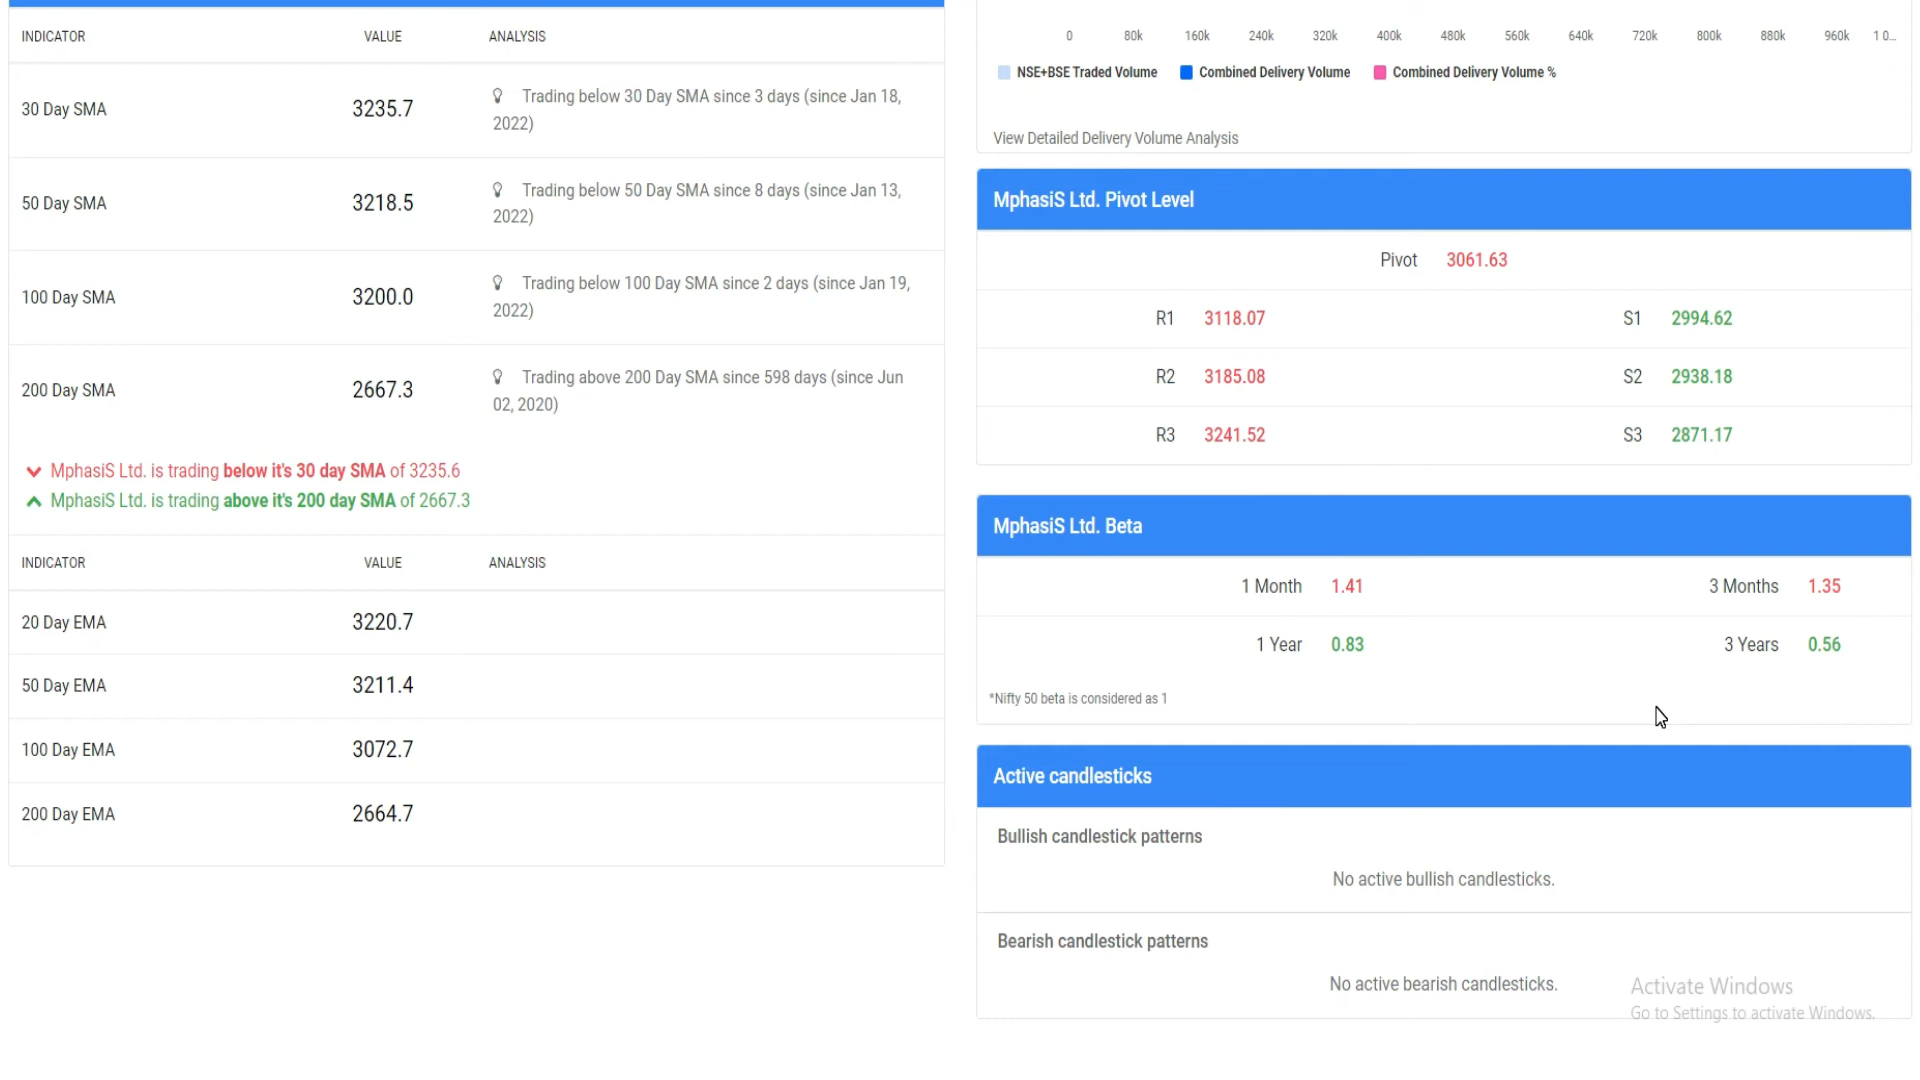 INDICATOR VALUE ANALYSIS
30 Day SMA 3235.7 Trading below 30 Day SMA since 3 days (since Jan 18,
2022)
50 Day SMA 3218.5 Trading below 50 Day SMA since 8 days (since Jan 13,
2022)
100 Day SMA 3200.0 Trading below 100 Day SMA since 2 days (since Jan 19,
2022)
200 Day SMA 2667.3 Trading above 200 Day SMA since 598 days (since Jun
02, 2020)
MphasiS Ltd. is trading below it's 30 day SMA of 3235.6
MphasiS Ltd. is trading above it's 200 day SMA of 2667.3
INDICATOR VALUE ANALYSIS
20 Day EMA 3220.7
50 Day EMA 3211.4
100 Day EMA 3072.7
200 Day EMA 2664.7
0 80k 160k 240k 320k 400k 480k 560k 640k 720k 800k 880k 960k 1 0...
NSE+BSE Traded Volume Combined Delivery Volume Combined Delivery Volume %
View Detailed Delivery Volume Analysis
MphasiS Ltd. Pivot Level
Pivot 3061.63
R1 3118.07 S1 2994.62
R2 3185.08 S2 2938.18
R3 3241.52 S3 2871.17
MphasiS Ltd. Beta
1 Month 1.41 3 Months 1.35
1 Year 0.83 3 Years 0.56
*Nifty 50 beta is considered as 1
Active candlesticks
Bullish candlestick patterns
No active bullish candlesticks.
Bearish candlestick patterns
No active bearish candlesticks.
Activate Windows
Go to Settings to activate Windows.